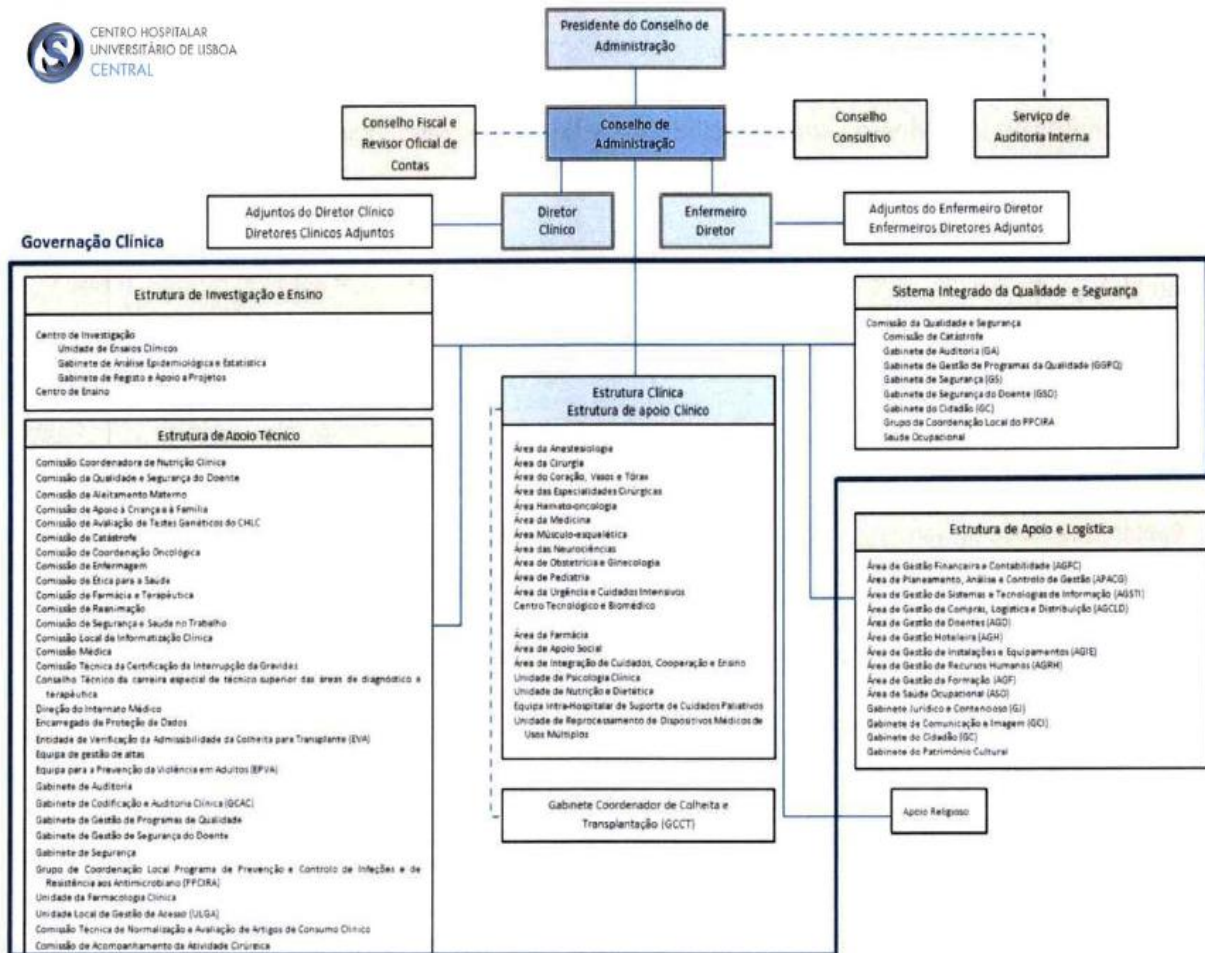 CENTRO HOSPITALAR
UNIVERSITÁRIO DE LISBOA
CENTRAL
Presidente do Conselho de
Administração
Conselho Fiscal e
Revisor Oficial de
Contas
Conselho de
Administração
Conselho
Consultivo
Serviço de
Auditoria Interna
Adjuntos do Diretor Clínico
Diretores Clínicos Adjuntos
Diretor
Clínico
Enfermeiro
Diretor
Adjuntos do Enfermeiro Diretor
Enfermeiros Diretores Adjuntos
Governação Clínica
Estrutura de Investigação e Ensino
Centro de Investigação
Unidade de Ensaios Clínicos
Gabinete de Análise Epidemiológica e Estatística
Gabinete de Registo e Apoio a Projetos
Centro de Ensino
Estrutura de Apoio Técnico
Comissão Coordenadora de Nutrição Clínica
Comissão da Qualidade e Segurança do Doente
Comissão de Aleitamento Materno
Comissão de Apoio à Criança e à Família
Comissão de Avaliação de Testes Genéticos do CHLC
Comissão de Catástrofe
Comissão de Coordenação Oncológica
Comissão de Enfermagem
Comissão de Ética para a Saúde
Comissão de Farmácia e Terapêutica
Comissão de Reanimação
Comissão de Segurança e Saúde no Trabalho
Comissão Local de Informatização Clínica
Comissão Médica
Comissão Técnica da Certificação da Interrupção da Gravidez
Conselho Técnico da carreira especial de técnico superior das áreas de diagnóstico e
terapêutica
Direção do Internato Médico
Encarregado de Proteção de Dados
Entidade de Verificação da Admissibilidade da Colheita para Transplante (EVA)
Equipa de gestão de altas
Equipa para a Prevenção da Violência em Adultos (EPVA)
Gabinete de Auditoria
Gabinete de Codificação e Auditoria Clínica (GCAC)
Gabinete de Gestão de Programas de Qualidade
Gabinete de Gestão de Segurança do Doente
Gabinete de Segurança
Grupo de Coordenação Local Programa de Prevenção e Controlo de Infeções e de
Resistência aos Antimicrobiano (PPCIRA)
Unidade da Farmacologia Clínica
Unidade Local de Gestão de Acesso (ULGA)
Comissão Técnica de Normalização e Avaliação de Artigos de Consumo Clínico
Comissão de Acompanhamento da Atividade Cirúrgica
Estrutura Clínica
Estrutura de apoio Clínico
Área da Anestesiologia
Área da Cirurgia
Área do Coração, Vasos e Tórax
Área das Especialidades Cirúrgicas
Área Hemato-oncologia
Área da Medicina
Área Músculo-esquelética
Área das Neurociências
Área de Obstetrícia e Ginecologia
Área de Pediatria
Área da Urgência e Cuidados Intensivos
Centro Tecnológico e Biomédico
Área da Farmácia
Área de Apoio Social
Área de Integração de Cuidados, Cooperação e Ensino
Unidade de Psicologia Clínica
Unidade de Nutrição e Dietética
Equipa Intra-Hospitalar de Suporte de Cuidados Paliativos
Unidade de Reprocessamento de Dispositivos Médicos de
Usos Múltiplos
Gabinete Coordenador de Colheita e
Transplantação (GCCT)
Sistema Integrado da Qualidade e Segurança
Comissão da Qualidade e Segurança
Comissão de Catástrofe
Gabinete de Auditoria (GA)
Gabinete de Gestão de Programas da Qualidade (GGPQ)
Gabinete de Segurança (GS)
Gabinete de Segurança do Doente (GSD)
Gabinete do Cidadão (GC)
Grupo de Coordenação Local do PPCIRA
Saúde Ocupacional
Estrutura de Apoio e Logística
Área de Gestão Financeira e Contabilidade (AGFC)
Área de Planeamento, Análise e Controlo de Gestão (APACG)
Área de Gestão de Sistemas e Tecnologias de Informação (AGSTI)
Área de Gestão de Compras, Logística e Distribuição (AGCLD)
Área de Gestão de Doentes (AGD)
Área de Gestão Hoteleira (AGH)
Área de Gestão de Instalações e Equipamentos (AGIE)
Área de Gestão de Recursos Humanos (AGRH)
Área de Gestão da Formação (AGF)
Área de Saúde Ocupacional (ASO)
Gabinete Jurídico e Contencioso (GJ)
Gabinete de Comunicação e Imagem (GCI)
Gabinete do Cidadão (GC)
Gabinete do Património Cultural
Apoio Religioso